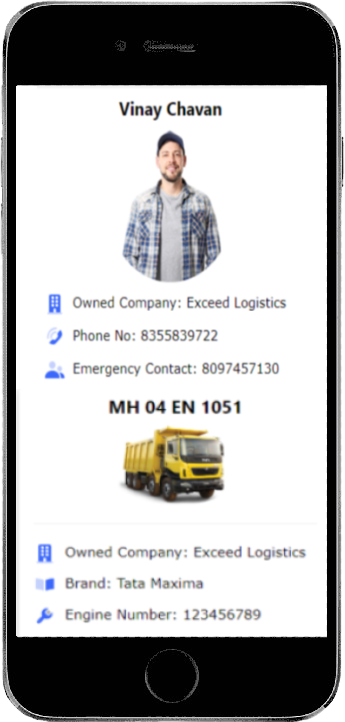 Vinay Chavan
Owned Company: Exceed Logistics
Phone No: 8355839722
Emergency Contact: 8097457130
MH 04 EN 1051
Owned Company: Exceed Logistics
Brand: Tata Maxima
Engine Number: 123456789